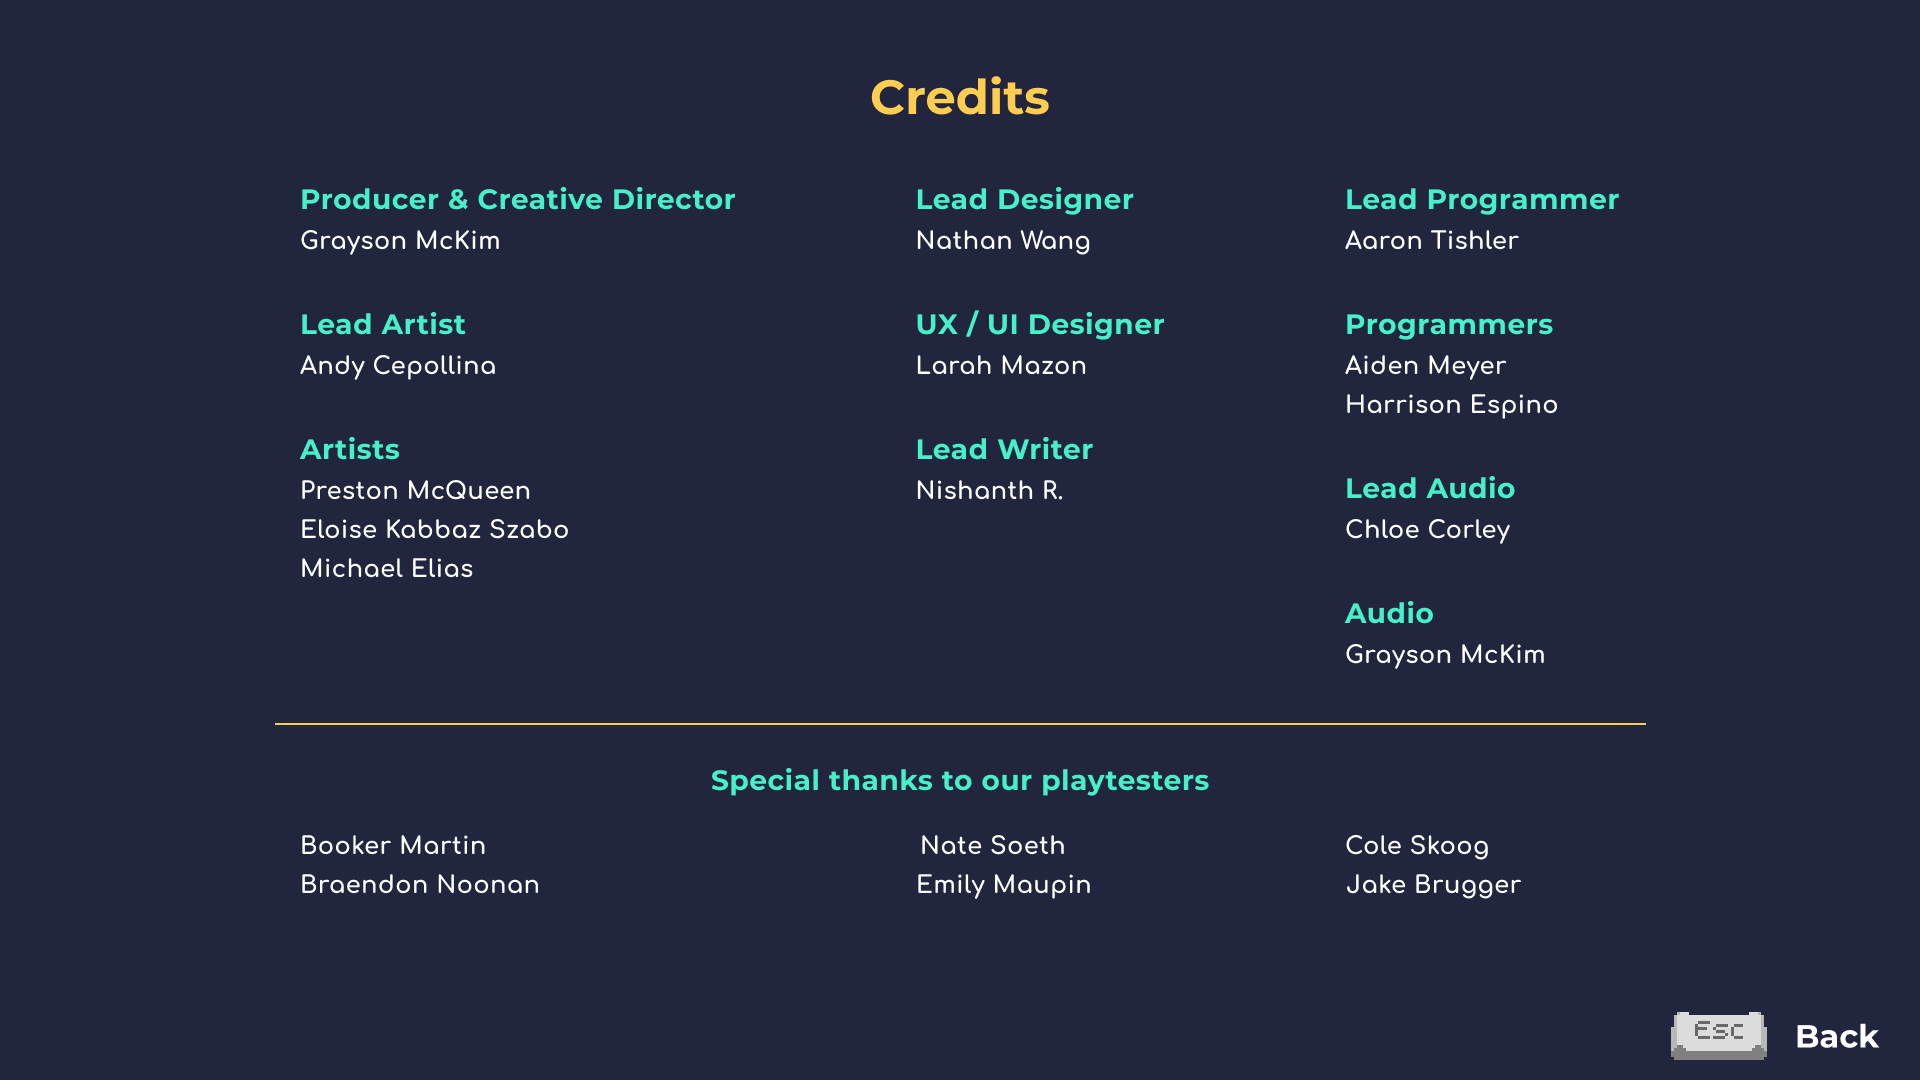 Credits
Producer & Creative Director
Grayson McKim
Lead Artist
Andy Cepollina
Artists
Preston McQueen
Eloise Kabbaz Szabo
Michael Elias
Lead Designer
Nathan Wang
UX / UI Designer
Larah Mazon
Lead Writer
Nishanth R.
Lead Programmer
Aaron Tishler
Programmers
Aiden Meyer
Harrison Espino
Lead Audio
Chloe Corley
Audio
Grayson McKim
Special thanks to our playtesters
Booker Martin
Braendon Noonan
Nate Soeth
Emily Maupin
Cole Skoog
Jake Brugger
Esc Back